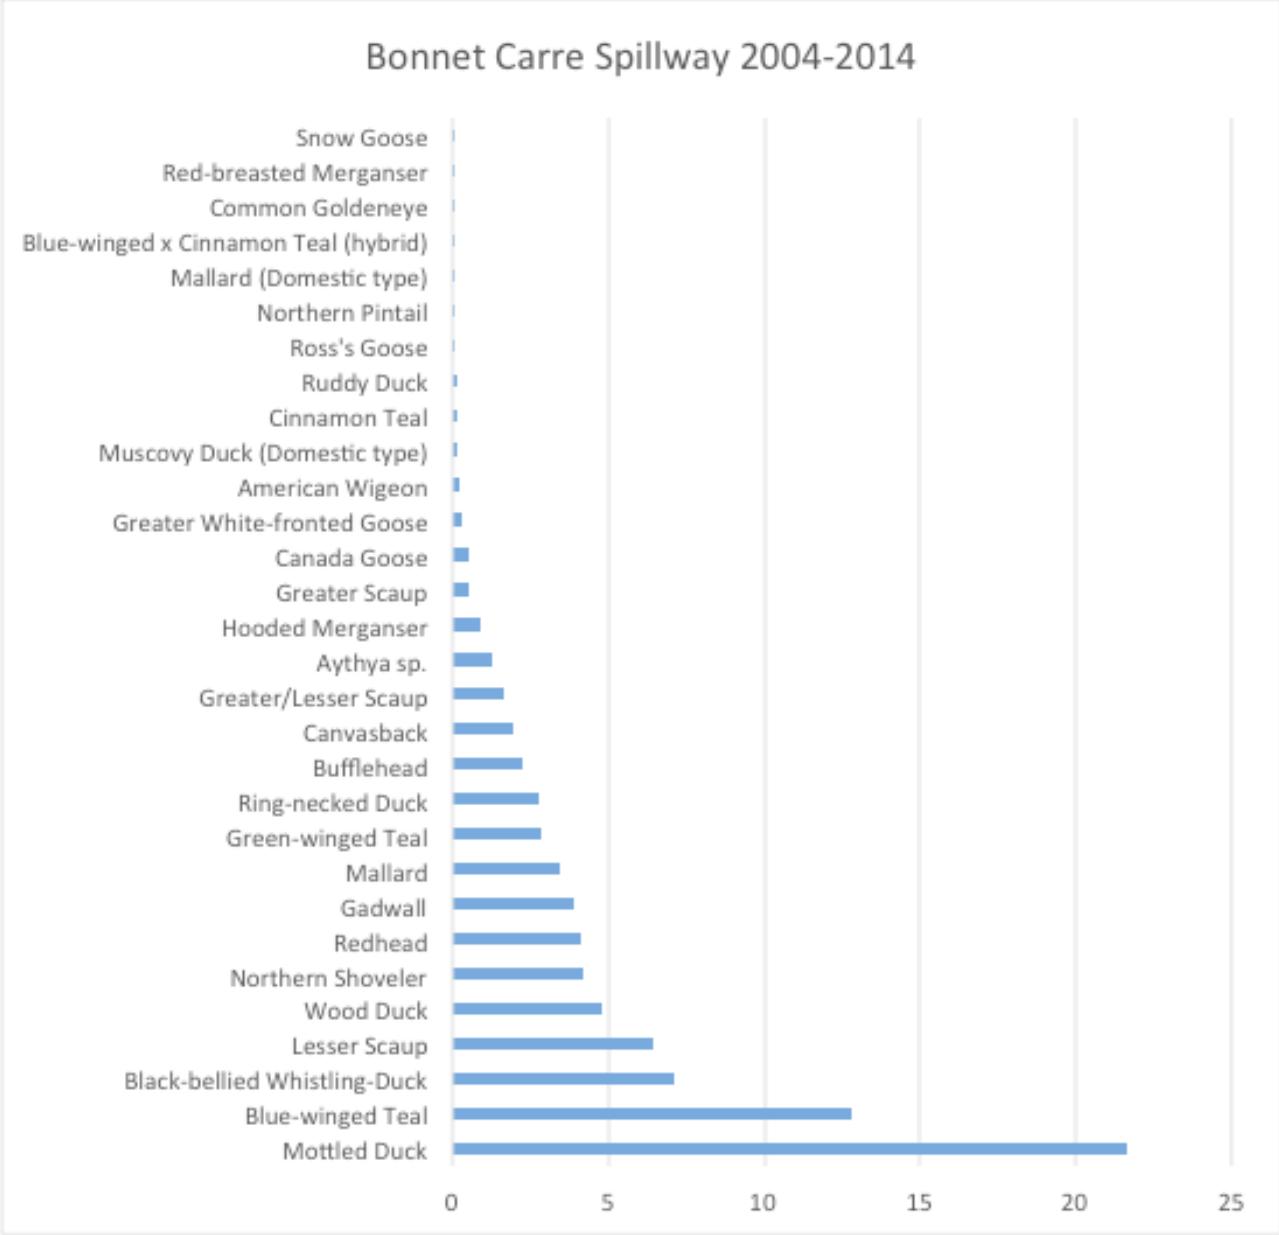 Bonnet Carre Spillway 2004-2014
Snow Goose
Red-breasted Merganser
Common Goldeneye
Blue-winged x Cinnamon Teal (hybrid)
Mallard (Domestic type)
Northern Pintail
Ross's Goose
Ruddy Duck
Cinnamon Teal
Muscovy Duck (Domestic type)
American Wigeon
Greater White-fronted Goose
Canada Goose
Greater Scaup
Hooded Merganser
Aythya sp.
Greater/Lesser Scaup
Canvasback
Bufflehead
Ring-necked Duck
Green-winged Teal
Mallard
Gadwall
Redhead
Northern Shoveler
Wood Duck
Lesser Scaup
Black-bellied Whistling-Duck
Blue-winged Teal
Mottled Duck
0 5 10 15 20 25